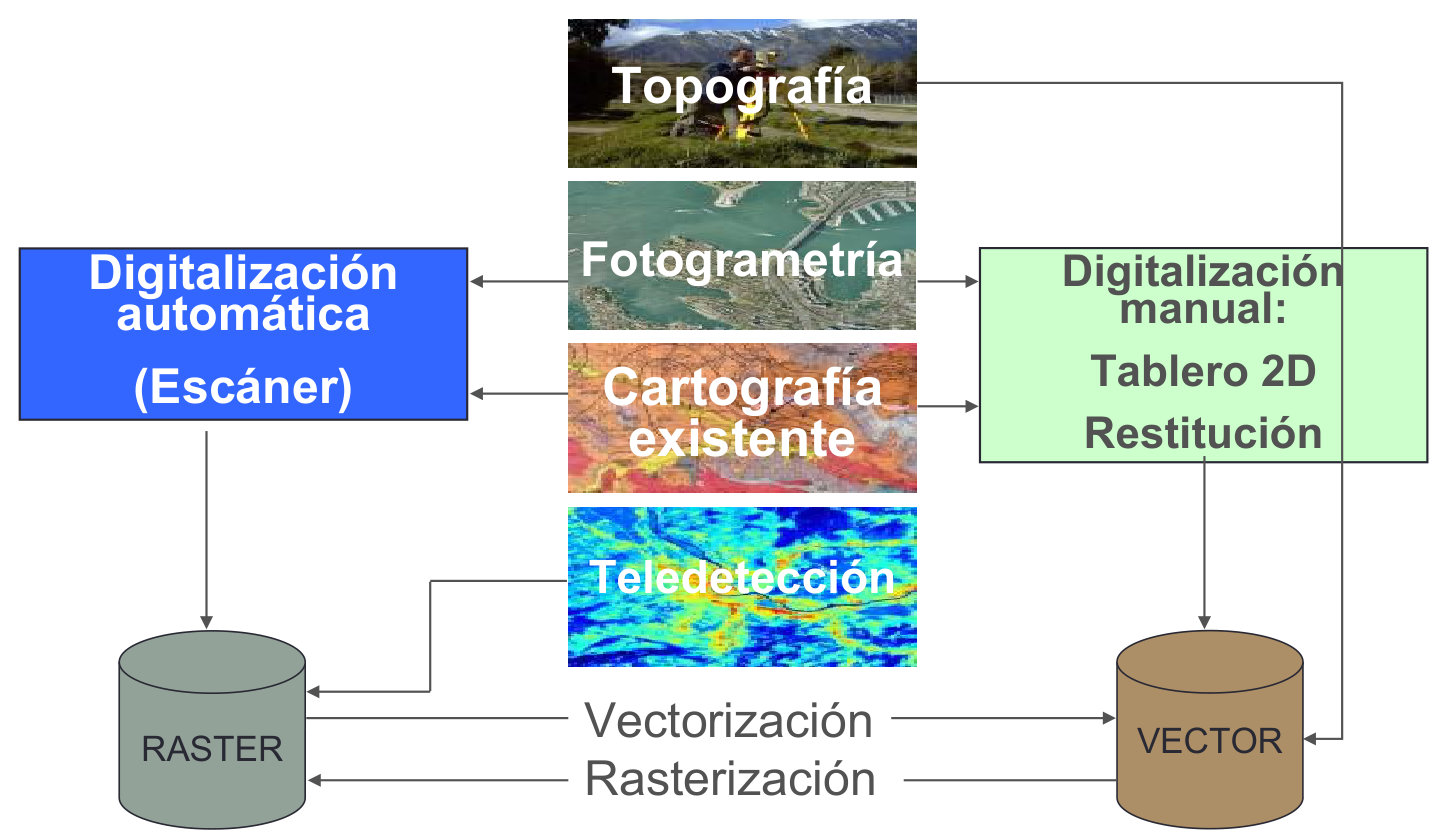 Topografía
Fotogrametría
Digitalización
automática
(Escáner)
Digitalización
manual:
Tablero 2D
Restitución
Cartografía
existente
Teledetección
Vectorización
Rasterización
RASTER
VECTOR